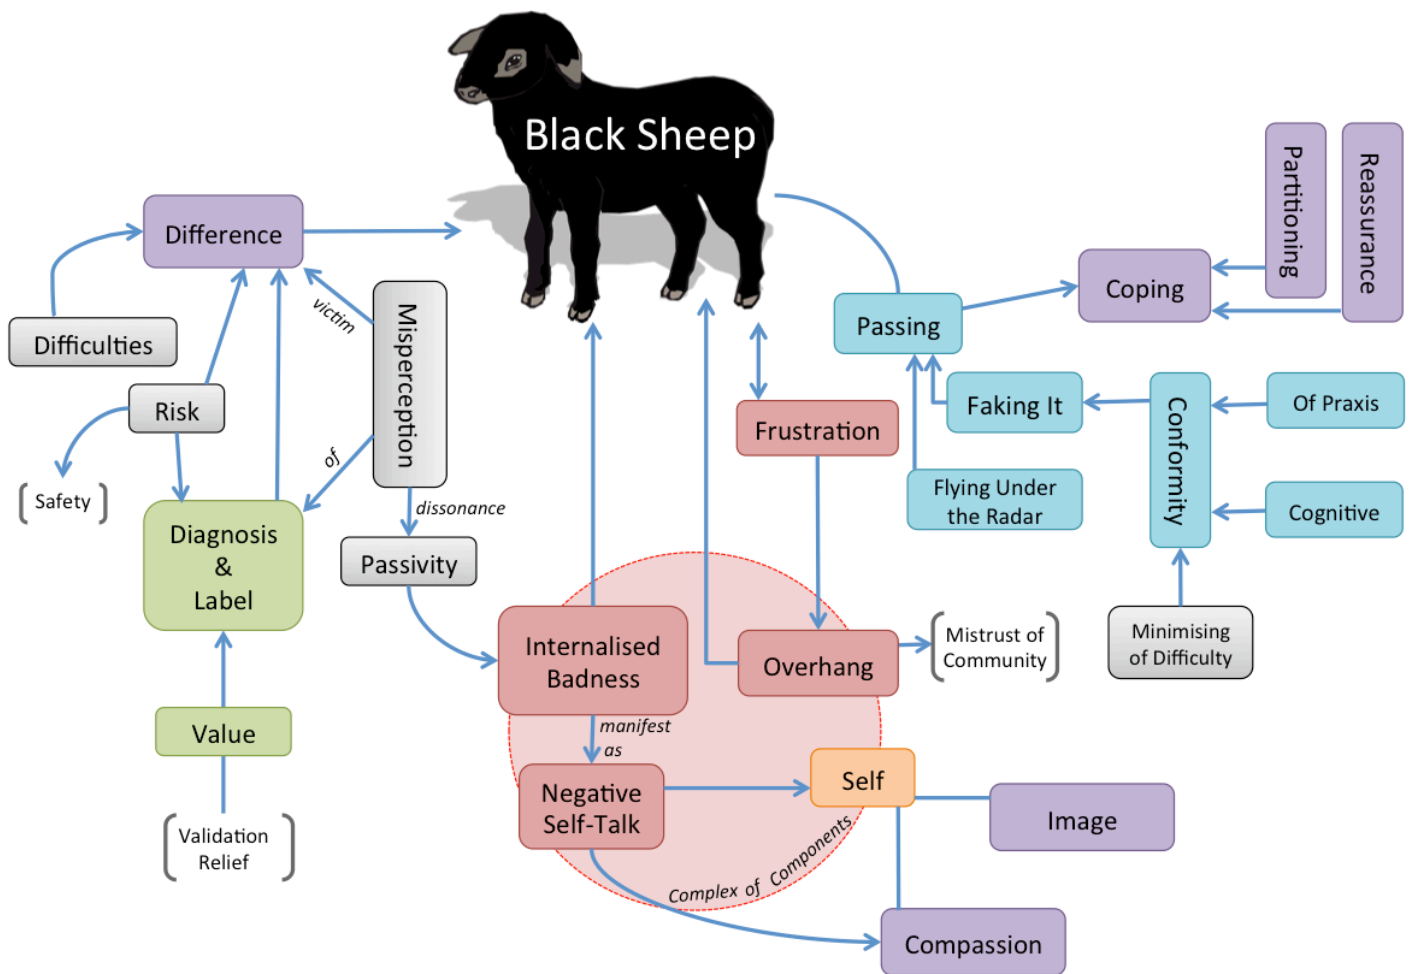 Black Sheep
Partitioning
Reassurance
Difference
Coping
victim
Misperception
Passing
Difficulties
Risk
Faking It
Conformity
Of Praxis
Frustration
of
Safety
dissonance
Flying Under
the Radar
Cognitive
Diagnosis
&
Label
Passivity
Internalised
Badness
Overhang
Mistrust of
Community
Minimising
of Difficulty
manifest
as
Value
Negative
Self-Talk
Self
Image
Validation
Relief
Complex of Components
Compassion